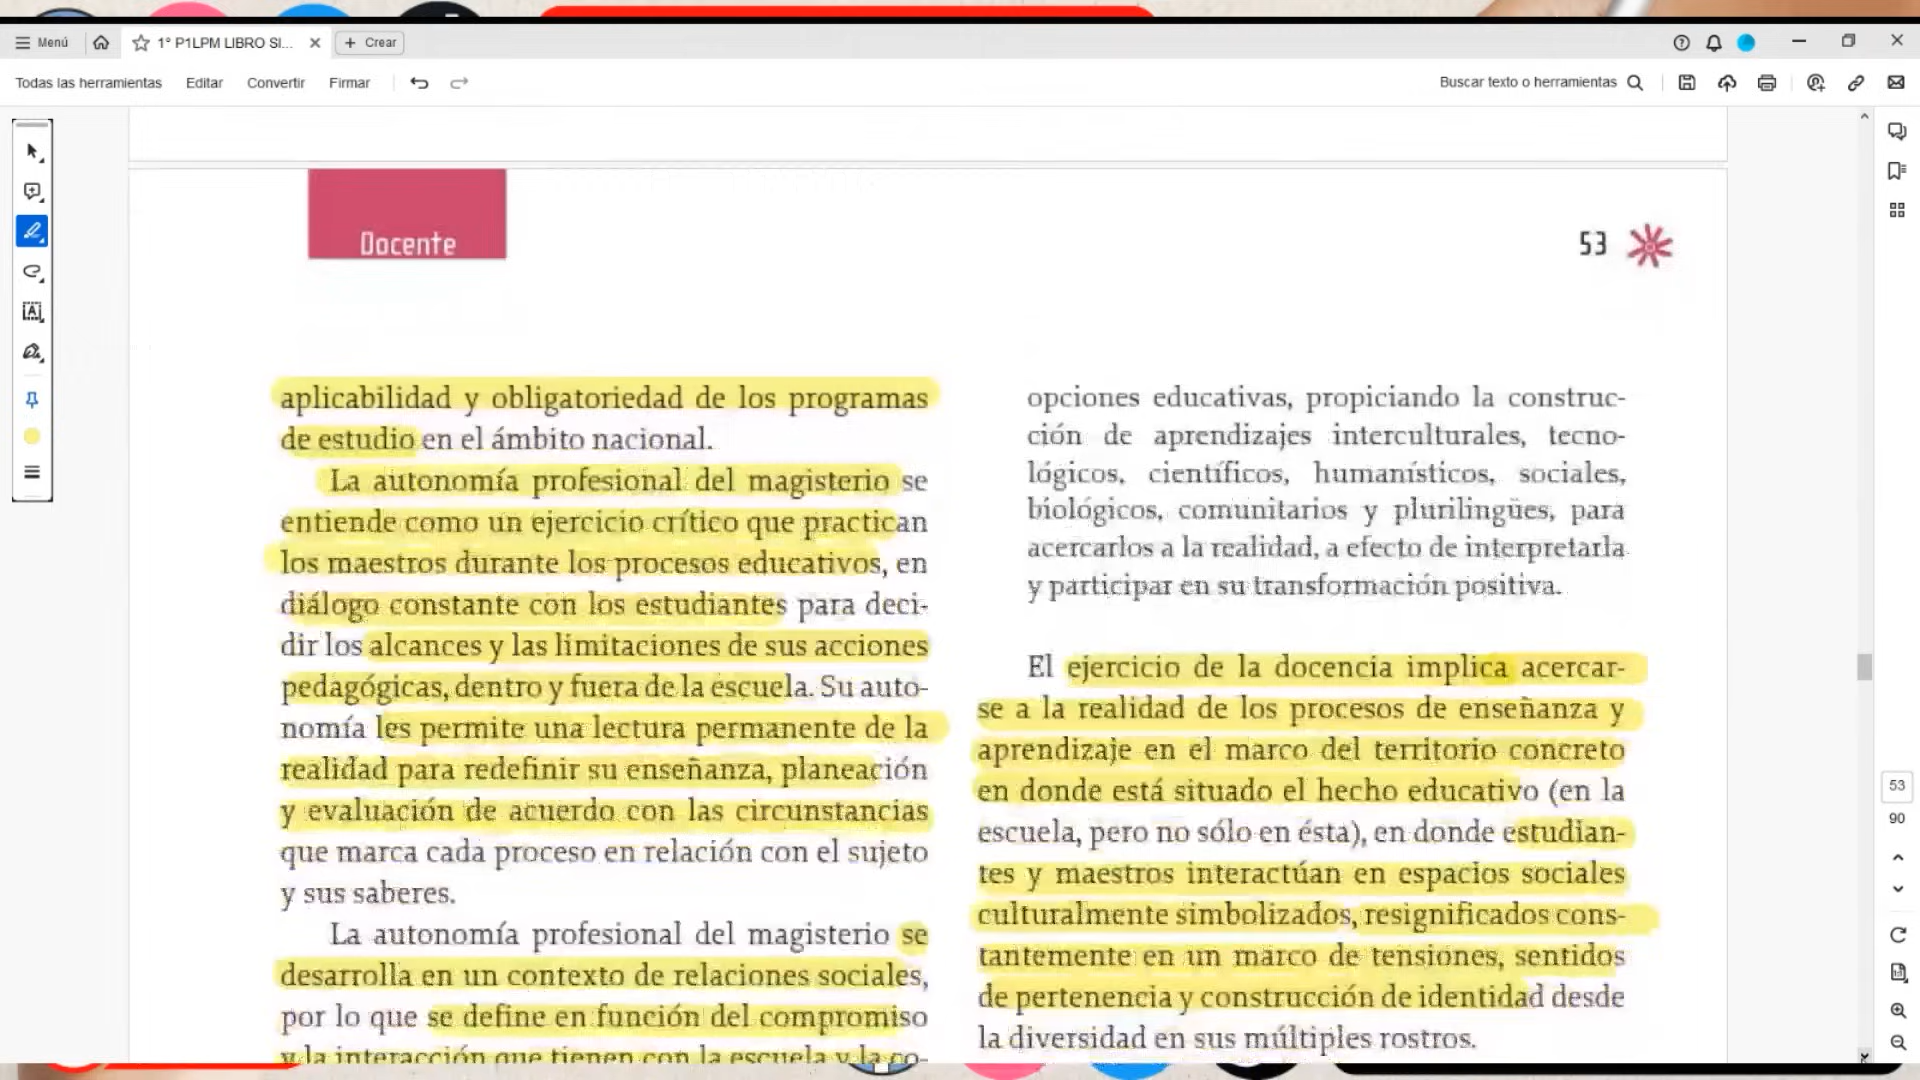 Menú
1° P1LPM LIBRO SI...
Crear
Todas las herramientas
Editar
Convertir
Firmar
Buscar texto o herramientas
Docente
53
aplicabilidad y obligatoriedad de los programas
de estudio en el ámbito nacional.
La autonomía profesional del magisterio se
entiende como un ejercicio crítico que practican
los maestros durante los procesos educativos, en
diálogo constante con los estudiantes para deci-
dir los alcances y las limitaciones de sus acciones
pedagógicas, dentro y fuera de la escuela. Su auto-
nomía les permite una lectura permanente de la
realidad para redefinir su enseñanza, planeación
y evaluación de acuerdo con las circunstancias
que marca cada proceso en relación con el sujeto
y sus saberes.
La autonomía profesional del magisterio se
desarrolla en un contexto de relaciones sociales,
por lo que se define en función del compromiso
y la interacción que tienen con la escuela y la co-
opciones educativas, propiciando la construc-
ción de aprendizajes interculturales, tecno-
lógicos, científicos, humanísticos, sociales,
biológicos, comunitarios y plurilingües, para
acercarlos a la realidad, a efecto de interpretarla
y participar en su transformación positiva.
El ejercicio de la docencia implica acercar-
se a la realidad de los procesos de enseñanza y
aprendizaje en el marco del territorio concreto
en donde está situado el hecho educativo (en la
escuela, pero no sólo en ésta), en donde estudian-
tes y maestros interactúan en espacios sociales
culturalmente simbolizados, resignificados cons-
tantemente en un marco de tensiones, sentidos
de pertenencia y construcción de identidad desde
la diversidad en sus múltiples rostros.
53
90